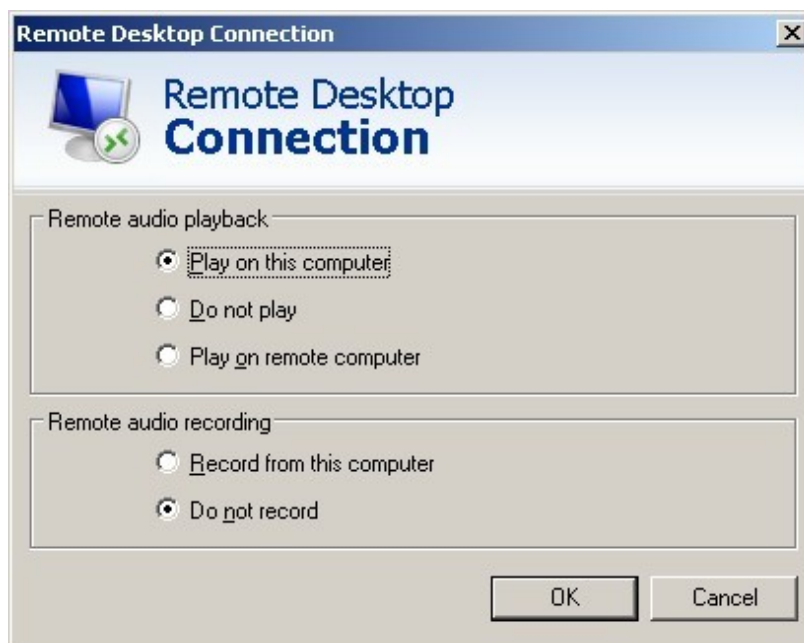 Remote Desktop Connection
Remote Desktop
Connection
Remote audio playback
Play on this computer
Do not play
Play on remote computer
Remote audio recording
Record from this computer
Do not record
OK Cancel